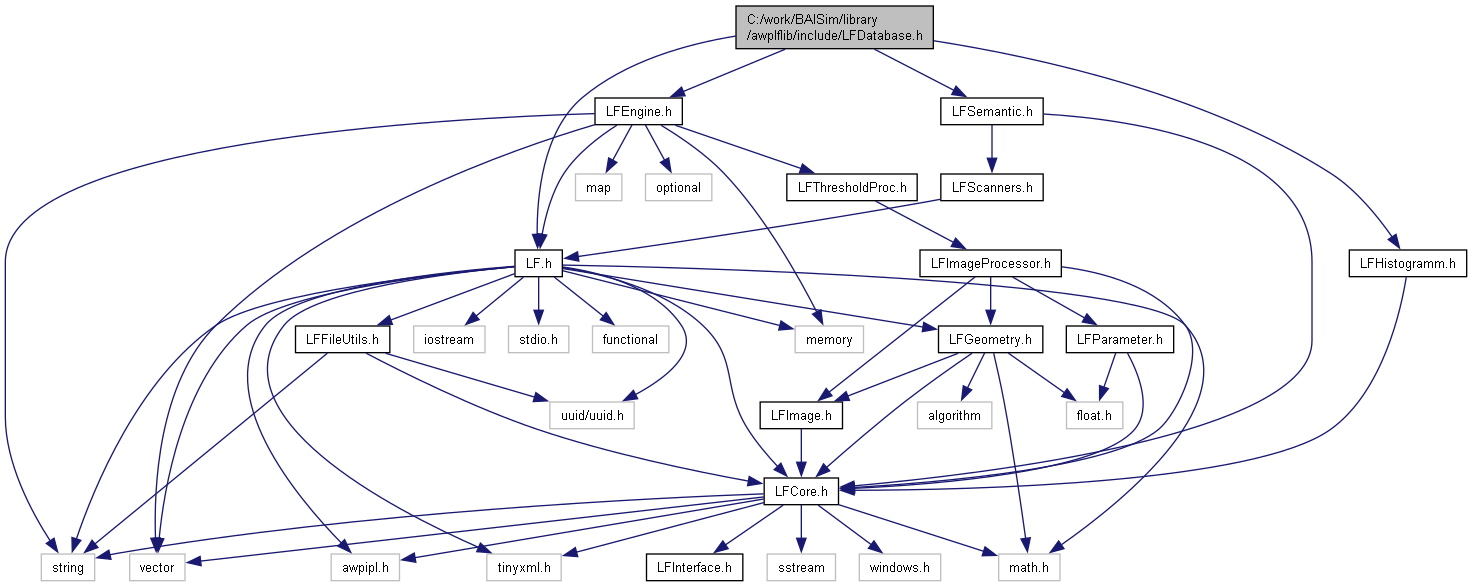 C:/work/BAISim/library
/awplflib/include/LFDatabase.h
LFEngine.h
LFSemantic.h
map
optional
LFThresholdProc.h
LFScanners.h
LF.h
LFImageProcessor.h
LFHistogramm.h
LFFileUtils.h
iostream
stdio.h
functional
memory
LFGeometry.h
LFParameter.h
uuid/uuid.h
LFImage.h
algorithm
float.h
LFCore.h
string
vector
awpipl.h
tinyxml.h
LFInterface.h
sstream
windows.h
math.h